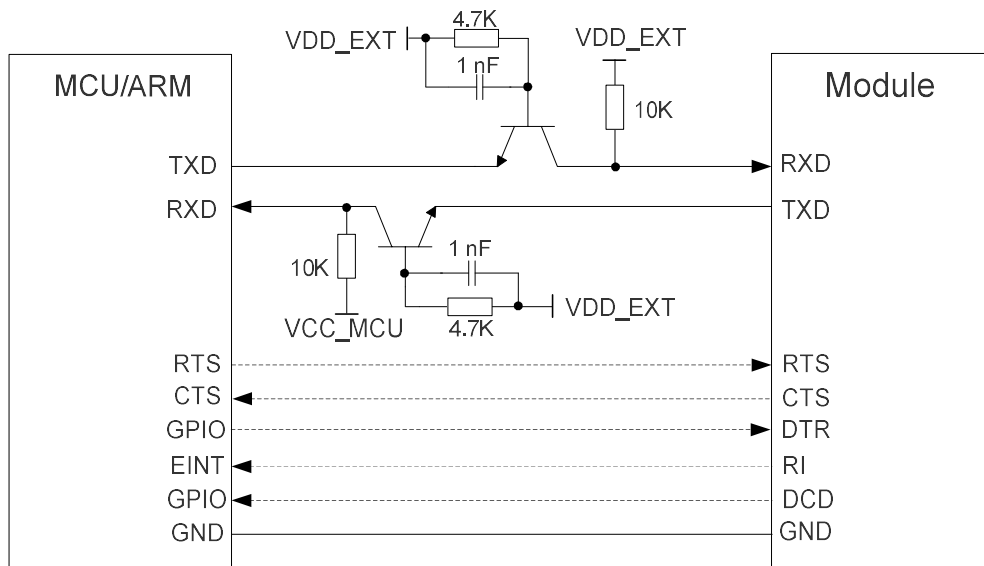 4.7K
VDD_EXT
VDD_EXT
1 nF
MCU/ARM
Module
10K
TXD
RXD
RXD
TXD
1 nF
10K
VDD_EXT
VCC_MCU
4.7K
RTS
RTS
CTS
CTS
GPIO
DTR
EINT
RI
GPIO
DCD
GND
GND